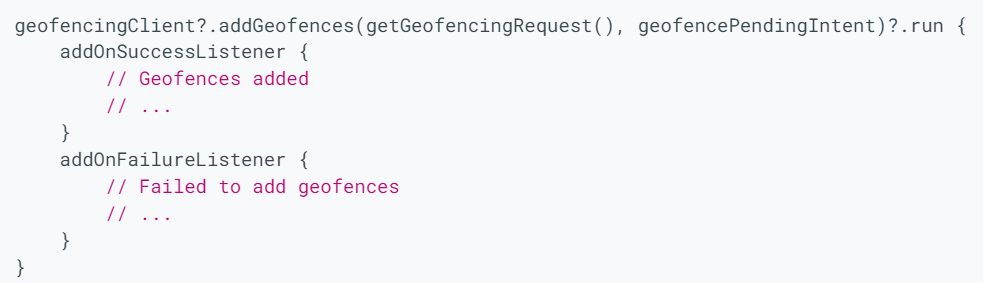 geofencingClient?.addGeofences(getGeofencingRequest(), geofencePendingIntent)?.run {
    addOnSuccessListener {
        // Geofences added
        // ...
    }
    addOnFailureListener {
        // Failed to add geofences
        // ...
    }
}